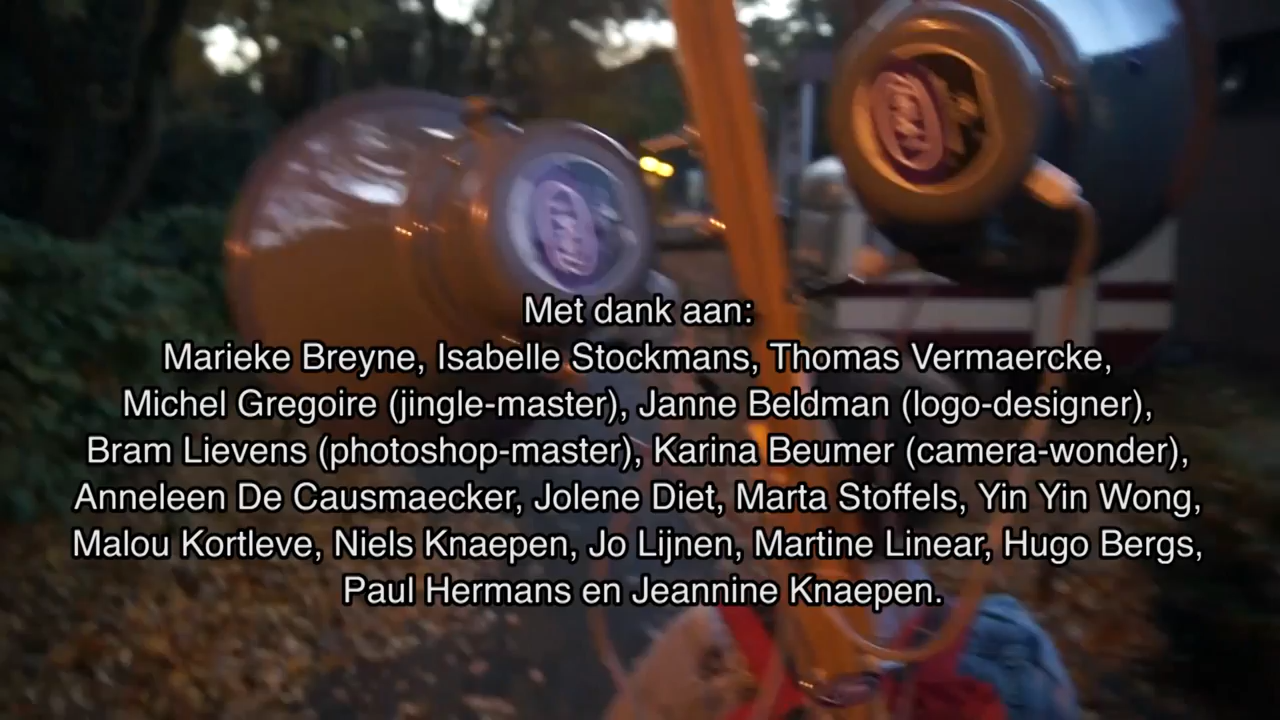 Met dank aan:
Marieke Breyne, Isabelle Stockmans, Thomas Vermaercke,
Michel Gregoire (jingle-master), Janne Beldman (logo-designer),
Bram Lievens (photoshop-master), Karina Beumer (camera-wonder),
Anneleen De Causmaecker, Jolene Diet, Marta Stoffels, Yin Yin Wong,
Malou Kortleve, Niels Knaepen, Jo Lijnen, Martine Linear, Hugo Bergs,
Paul Hermans en Jeannine Knaepen.